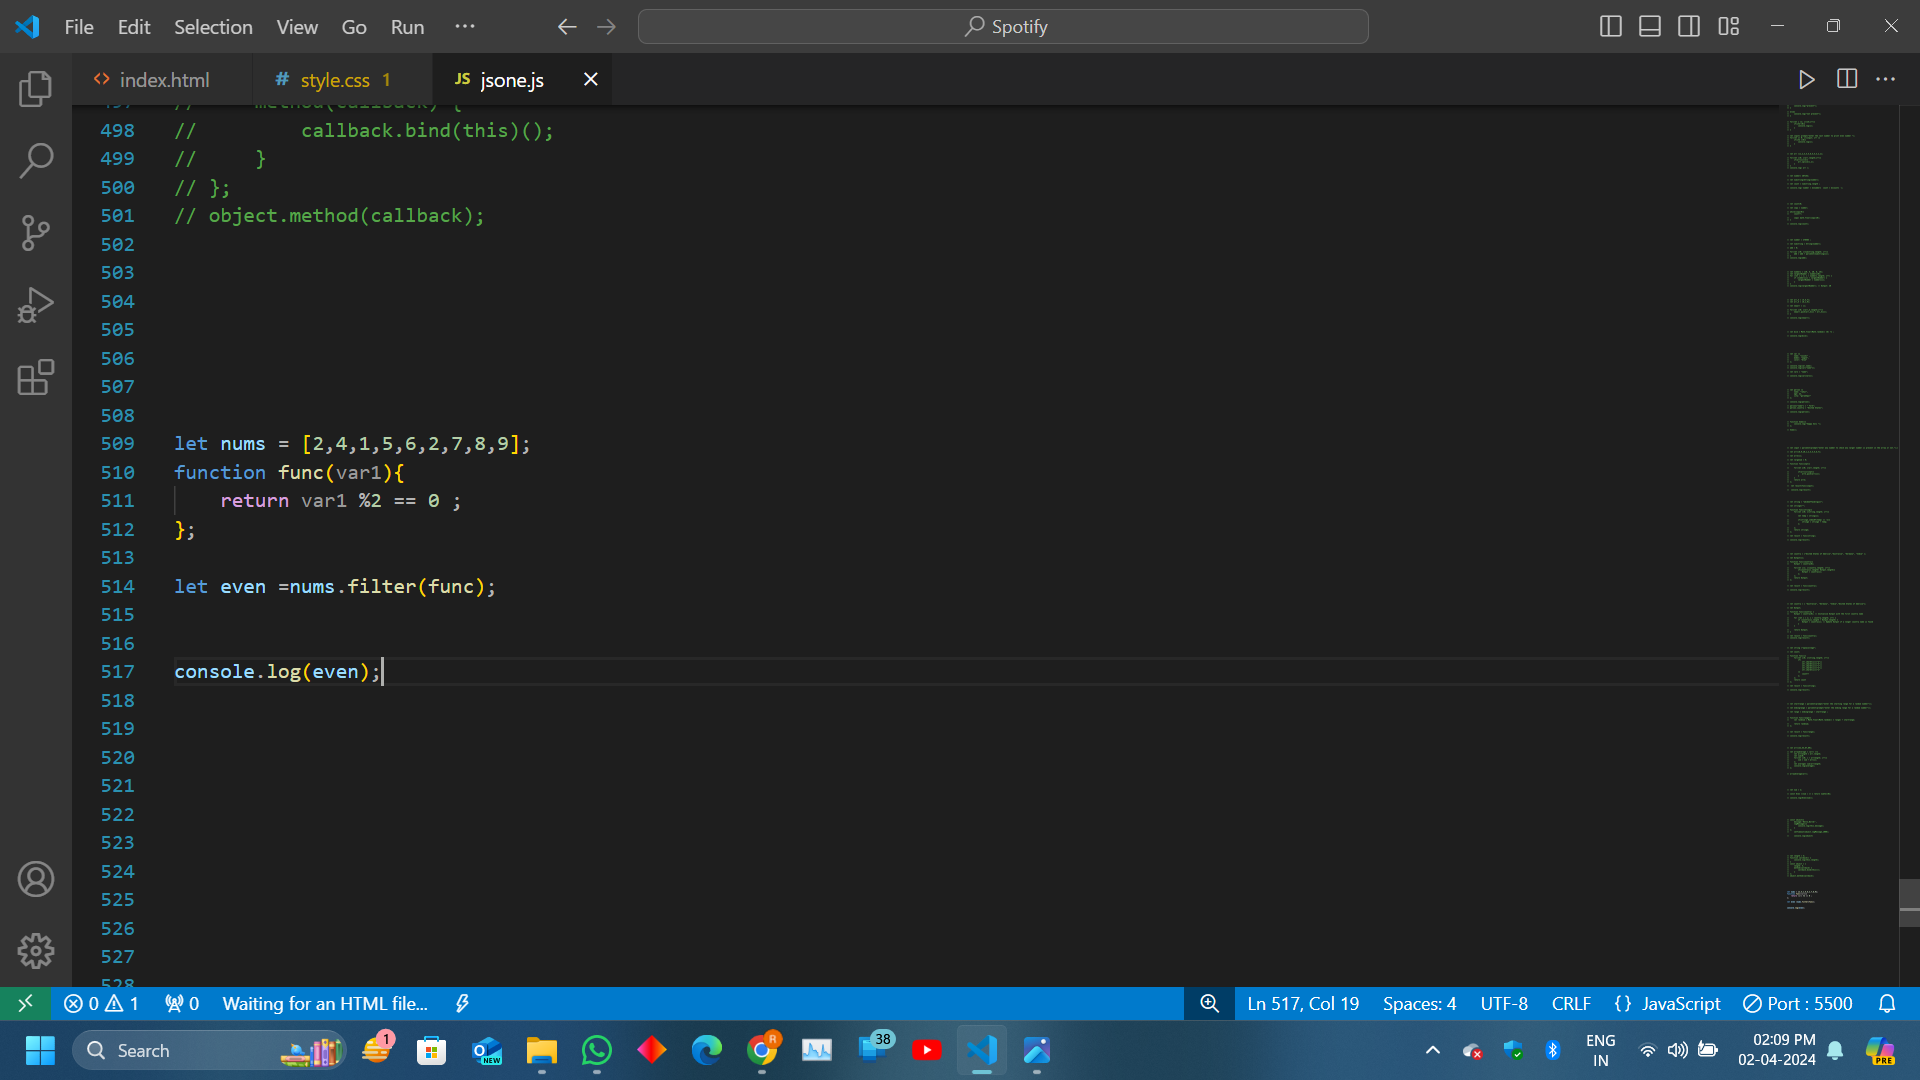 File Edit Selection View Go Run ···
Spotify
index.html
# style.css 1
JS jsone.js
498 // callback.bind(this)();
499 // }
500 // };
501 // object.method(callback);
502
503
504
505
506
507
508
509 let nums = [2,4,1,5,6,2,7,8,9];
510 function func(var1){
511 return var1 %2 == 0 ;
512 };
513
514 let even =nums.filter(func);
515
516
517 console.log(even);
518
519
520
521
522
523
524
525
526
527
528
0 1 0 Waiting for an HTML file...
Ln 517, Col 19 Spaces: 4 UTF-8 CRLF {} JavaScript Port : 5500
Search
1
NEW
R
38
ENG
IN
02:09 PM
02-04-2024
PRE